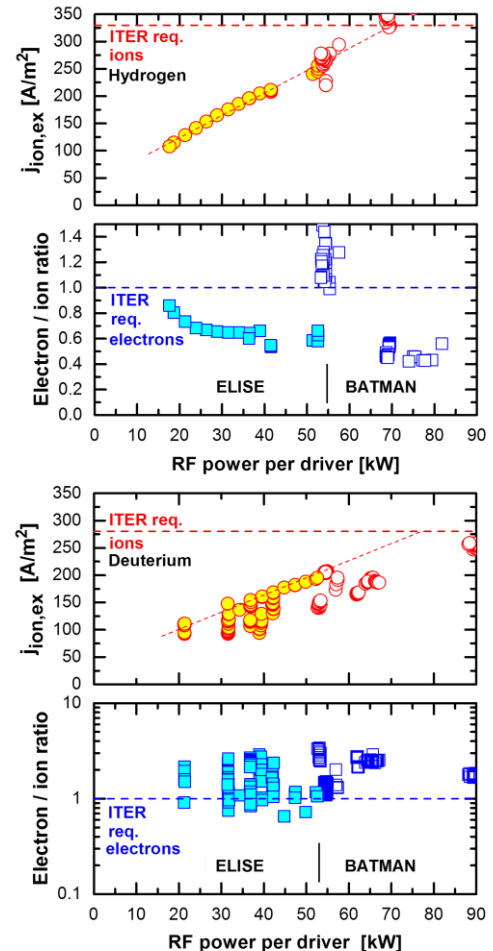 350
300
250
200
150
100
50
0
j_ion,ex [A/m²]
ITER req.
ions
Hydrogen
1.4
1.2
1.0
0.8
0.6
0.4
0.2
0.0
Electron / ion ratio
ITER
req.
electrons
ELISE
BATMAN
0 10 20 30 40 50 60 70 80 90
RF power per driver [kW]
350
300
250
200
150
100
50
0
j_ion,ex [A/m²]
ITER req.
ions
Deuterium
10
1
0.1
Electron / ion ratio
ITER
req.
electrons
ELISE
BATMAN
0 10 20 30 40 50 60 70 80 90
RF power per driver [kW]